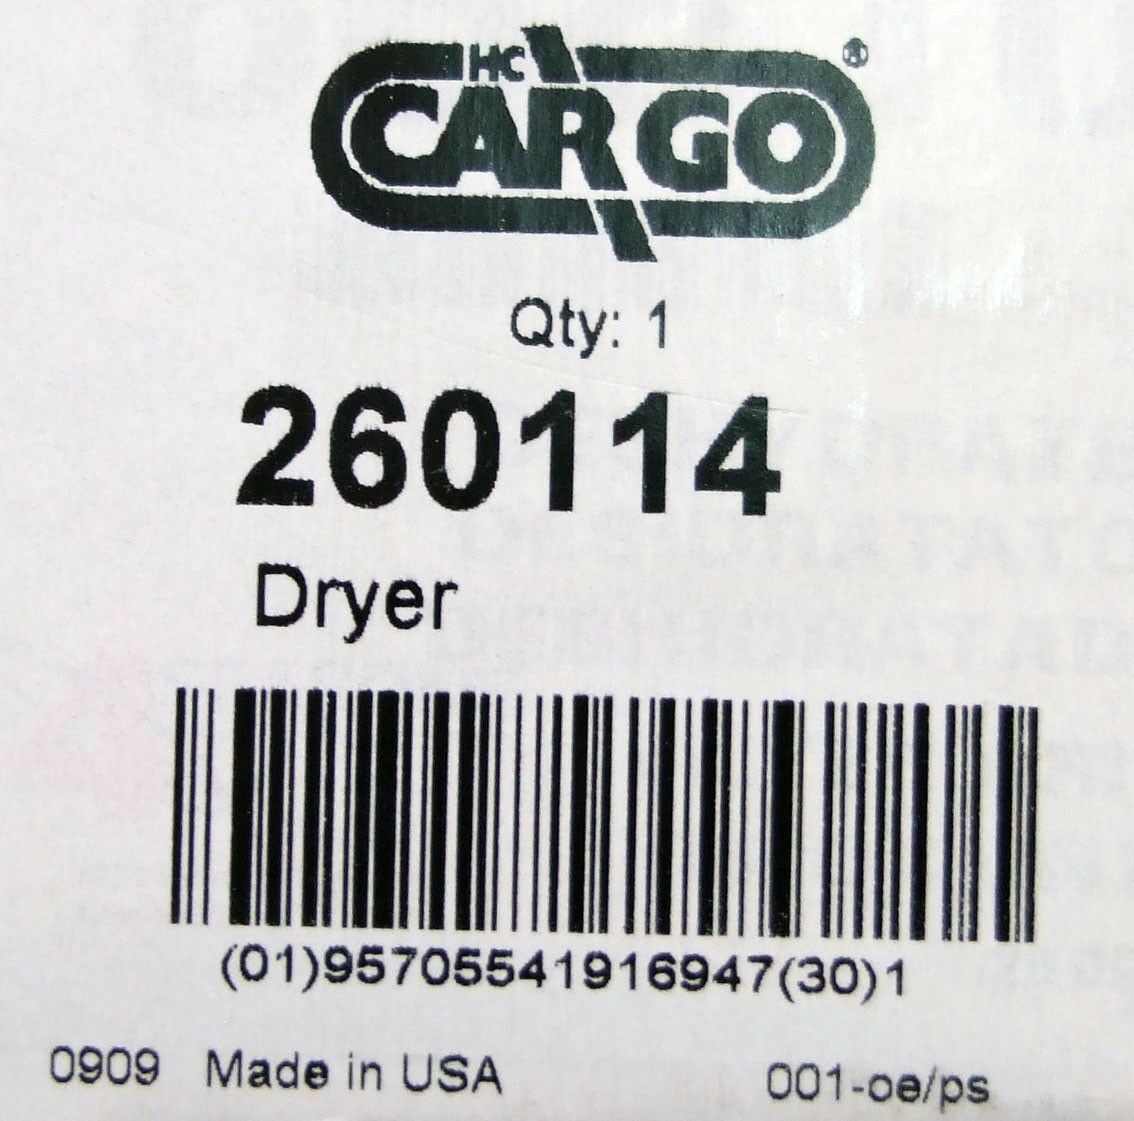 HC
CARGO®
Qty: 1
260114
Dryer
(01)95705541916947(30)1
0909 Made in USA 001-oe/ps